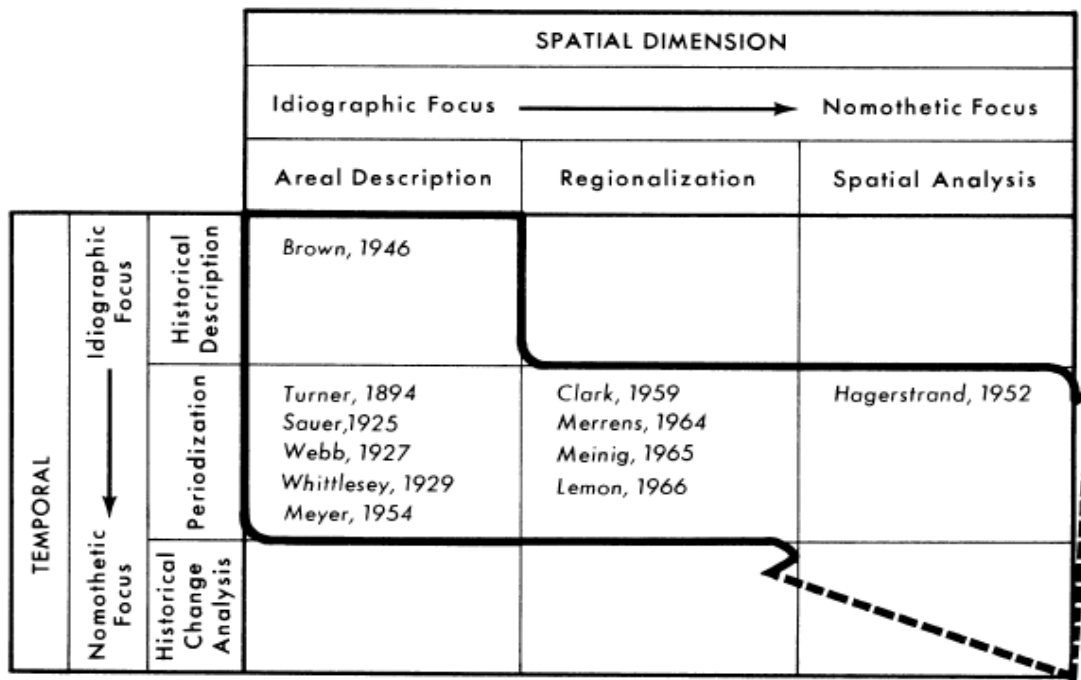 SPATIAL DIMENSION
Idiographic Focus
Nomothetic Focus
Areal Description
Regionalization
Spatial Analysis
TEMPORAL
Idiographic
Focus
Nomothetic
Focus
Historical
Description
Brown, 1946
Periodization
Turner, 1894
Sauer,1925
Webb, 1927
Whittlesey, 1929
Meyer, 1954
Clark, 1959
Merrens, 1964
Meinig, 1965
Lemon, 1966
Hagerstrand, 1952
Historical
Change
Analysis